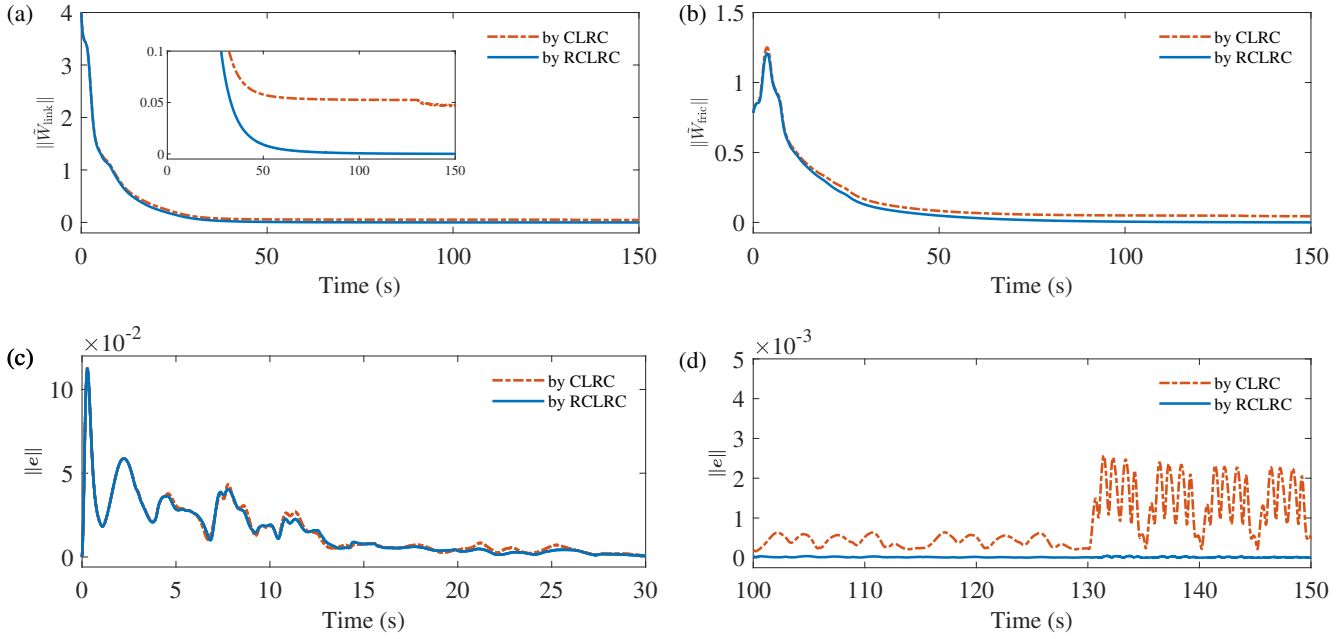 (a)
4
3
2
1
0
||W̃link||
0.1
0.05
0
50
100
150
by CLRC
by RCLRC
0
50
100
150
Time (s)
(b)
1.5
1
0.5
0
||W̃fric||
by CLRC
by RCLRC
0
50
100
150
Time (s)
(c)
×10-2
10
5
0
||e||
by CLRC
by RCLRC
0
5
10
15
20
25
30
Time (s)
(d)
×10-3
5
4
3
2
1
0
||e||
by CLRC
by RCLRC
100
110
120
130
140
150
Time (s)